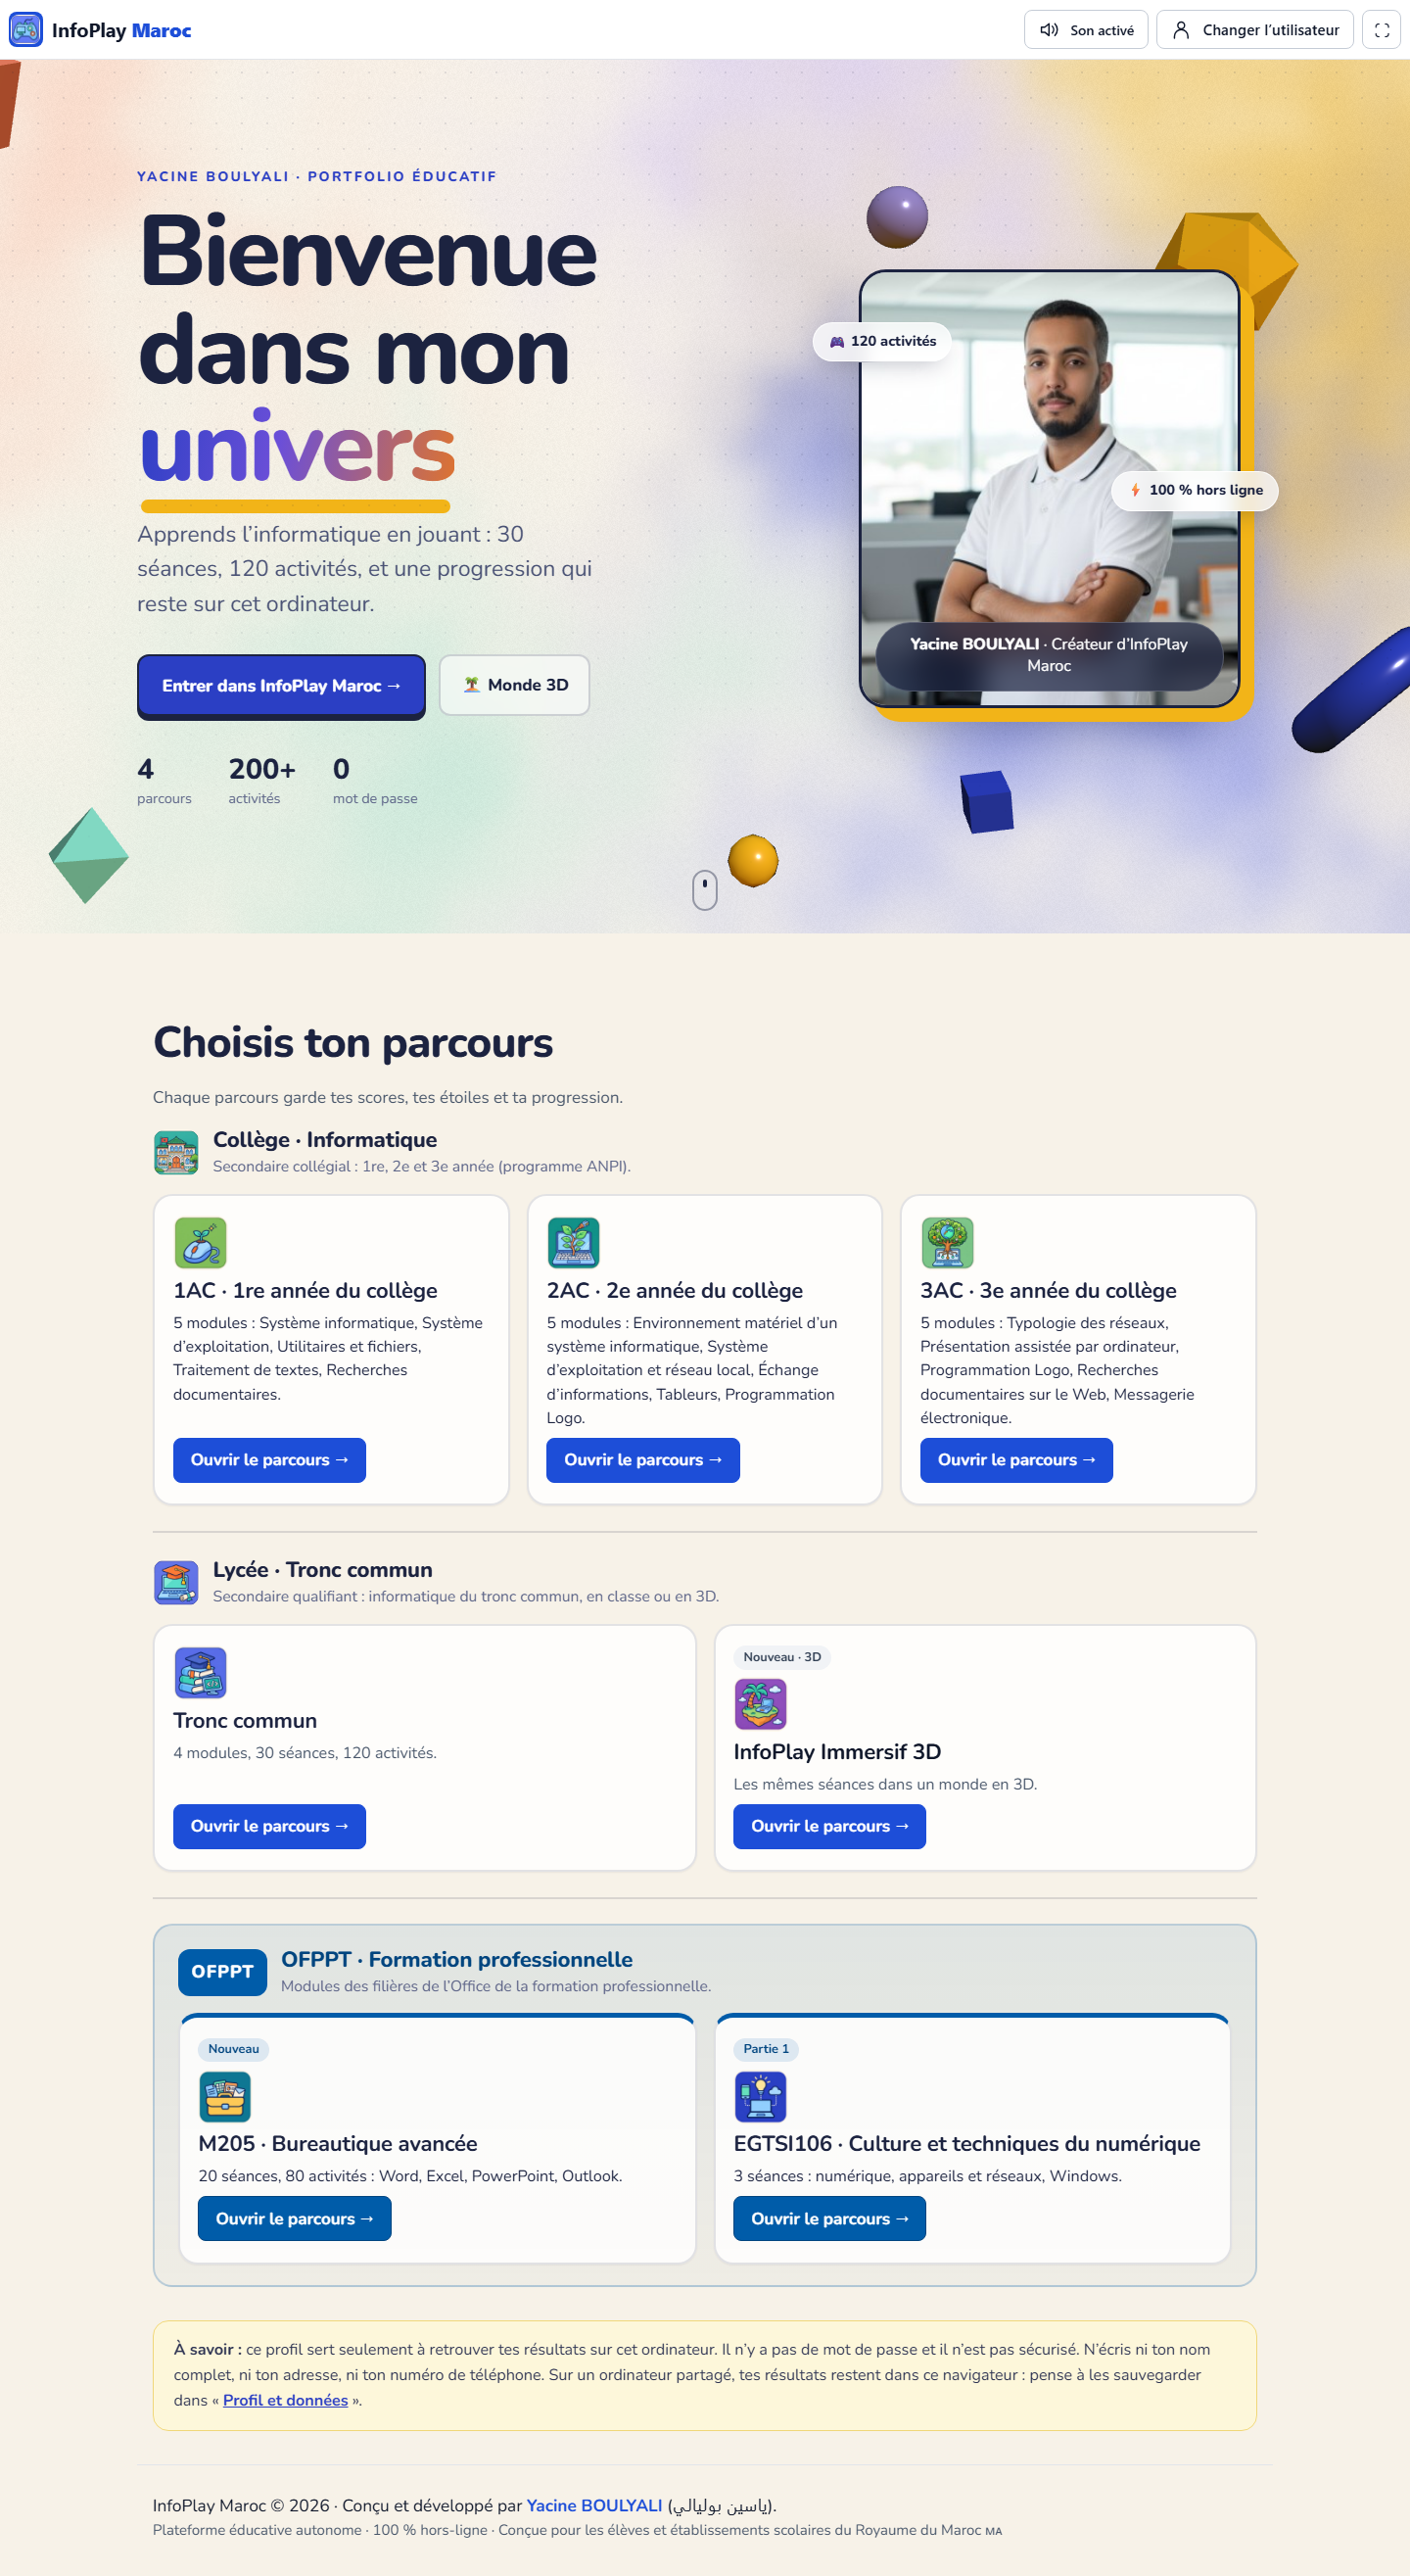 InfoPlay Maroc
Son activé
Changer l’utilisateur
YACINE BOULYALI · PORTFOLIO ÉDUCATIF
Bienvenue
dans mon
univers
Apprends l’informatique en jouant : 30
séances, 120 activités, et une progression qui
reste sur cet ordinateur.
Entrer dans InfoPlay Maroc →
Monde 3D
4
parcours
200+
activités
0
mot de passe
120 activités
100 % hors ligne
Yacine BOULYALI · Créateur d’InfoPlay
Maroc
Choisis ton parcours
Chaque parcours garde tes scores, tes étoiles et ta progression.
Collège · Informatique
Secondaire collégial : 1re, 2e et 3e année (programme ANPI).
1AC · 1re année du collège
5 modules : Système informatique, Système
d’exploitation, Utilitaires et fichiers,
Traitement de textes, Recherches
documentaires.
Ouvrir le parcours →
2AC · 2e année du collège
5 modules : Environnement matériel d’un
système informatique, Système
d’exploitation et réseau local, Échange
d’informations, Tableurs, Programmation
Logo.
Ouvrir le parcours →
3AC · 3e année du collège
5 modules : Typologie des réseaux,
Présentation assistée par ordinateur,
Programmation Logo, Recherches
documentaires sur le Web, Messagerie
électronique.
Ouvrir le parcours →
Lycée · Tronc commun
Secondaire qualifiant : informatique du tronc commun, en classe ou en 3D.
Tronc commun
4 modules, 30 séances, 120 activités.
Ouvrir le parcours →
Nouveau · 3D
InfoPlay Immersif 3D
Les mêmes séances dans un monde en 3D.
Ouvrir le parcours →
OFPPT
OFPPT · Formation professionnelle
Modules des filières de l’Office de la formation professionnelle.
Nouveau
M205 · Bureautique avancée
20 séances, 80 activités : Word, Excel, PowerPoint, Outlook.
Ouvrir le parcours →
Partie 1
EGTSI106 · Culture et techniques du numérique
3 séances : numérique, appareils et réseaux, Windows.
Ouvrir le parcours →
À savoir : ce profil sert seulement à retrouver tes résultats sur cet ordinateur. Il n’y a pas de mot de passe et il n’est pas sécurisé. N’écris ni ton nom
complet, ni ton adresse, ni ton numéro de téléphone. Sur un ordinateur partagé, tes résultats restent dans ce navigateur : pense à les sauvegarder
dans « Profil et données ».
InfoPlay Maroc © 2026 · Conçu et développé par Yacine BOULYALI (ياسين بوليالي).
Plateforme éducative autonome · 100 % hors-ligne · Conçue pour les élèves et établissements scolaires du Royaume du Maroc MA